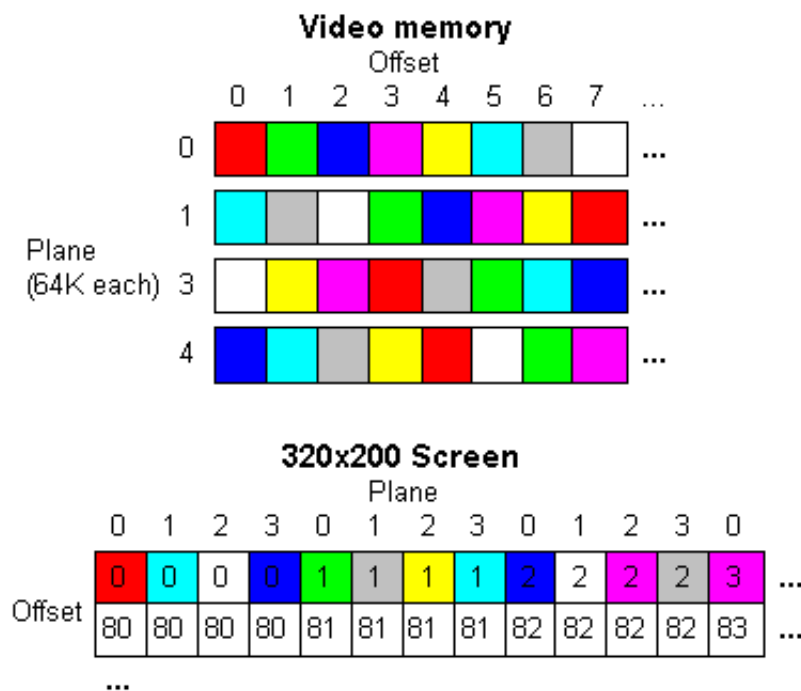 Video memory
Offset
0 1 2 3 4 5 6 7 ...
0 ...
1 ...
Plane
(64K each) 3 ...
4 ...
320x200 Screen
Plane
0 1 2 3 0 1 2 3 0 1 2 3 0
0 0 0 0 1 1 1 1 2 2 2 2 3 ...
Offset
80 80 80 80 81 81 81 81 82 82 82 82 83 ...
...